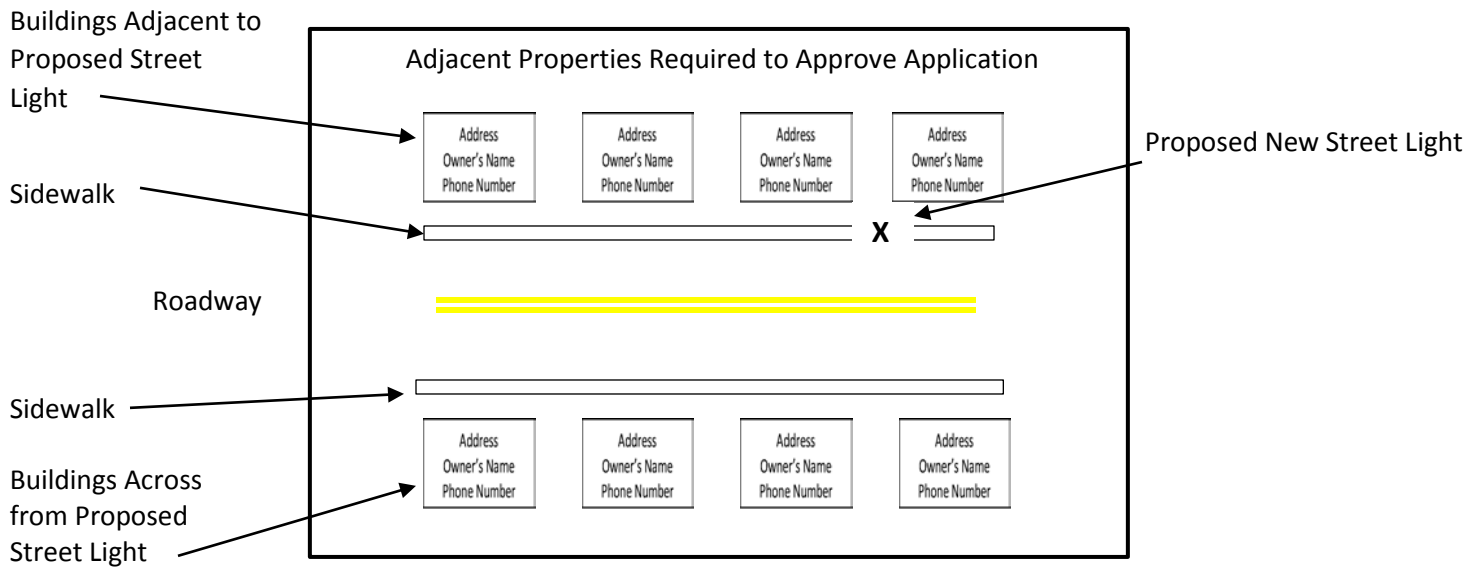 Buildings Adjacent to
Proposed Street
Light
Adjacent Properties Required to Approve Application
Address
Owner's Name
Phone Number
Address
Owner's Name
Phone Number
Address
Owner's Name
Phone Number
Address
Owner's Name
Phone Number
Proposed New Street Light
Sidewalk
X
Roadway
Sidewalk
Address
Owner's Name
Phone Number
Address
Owner's Name
Phone Number
Address
Owner's Name
Phone Number
Address
Owner's Name
Phone Number
Buildings Across
from Proposed
Street Light